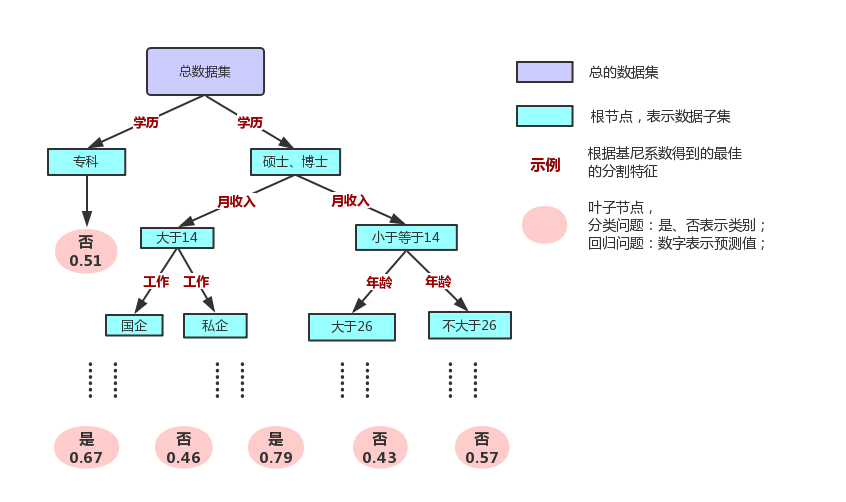 总数据集
学历
学历
专科
硕士、博士
月收入
月收入
否
0.51
大于14
小于等于14
工作
工作
年龄
年龄
国企
私企
大于26
不大于26
是
0.67
否
0.46
是
0.79
否
0.43
否
0.57
总的数据集
根节点，表示数据子集
示例
根据基尼系数得到的最佳
的分割特征
叶子节点，
分类问题：是、否表示类别；
回归问题：数字表示预测值；